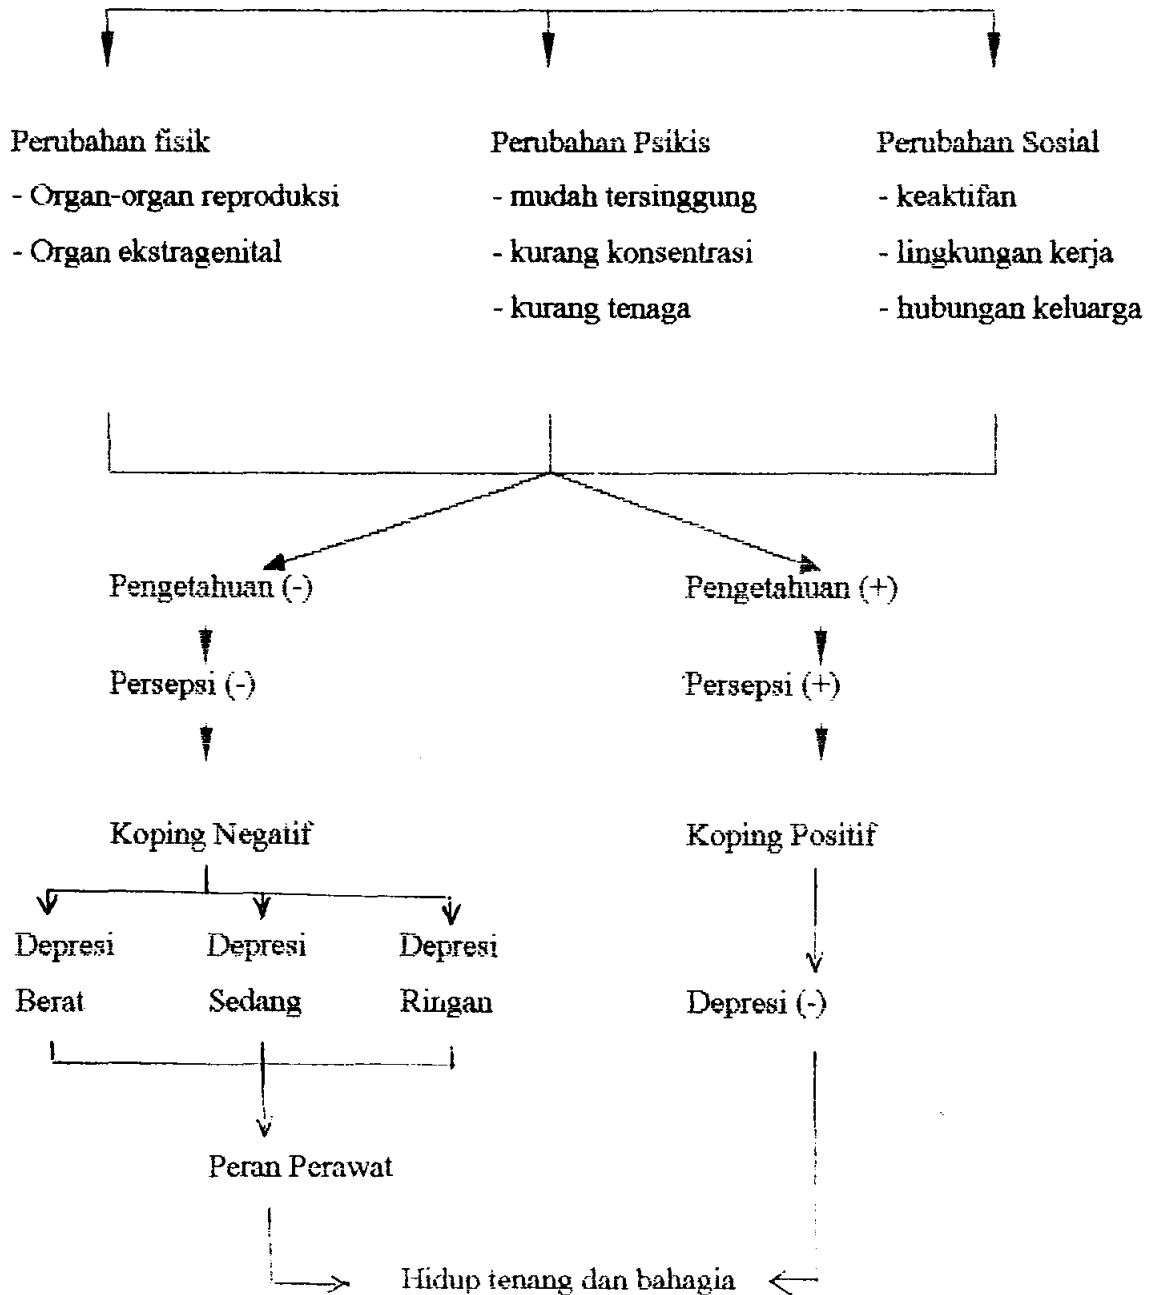 Perubahan fisik
- Organ-organ reproduksi
- Organ ekstragenital
Perubahan Psikis
- mudah tersinggung
- kurang konsentrasi
- kurang tenaga
Perubahan Sosial
- keaktifan
- lingkungan kerja
- hubungan keluarga
Pengetahuan (-)
Pengetahuan (+)
Persepsi (-)
Persepsi (+)
Koping Negatif
Koping Positif
Depresi
Berat
Depresi
Sedang
Depresi
Ringan
Depresi (-)
Peran Perawat
Hidup tenang dan bahagia